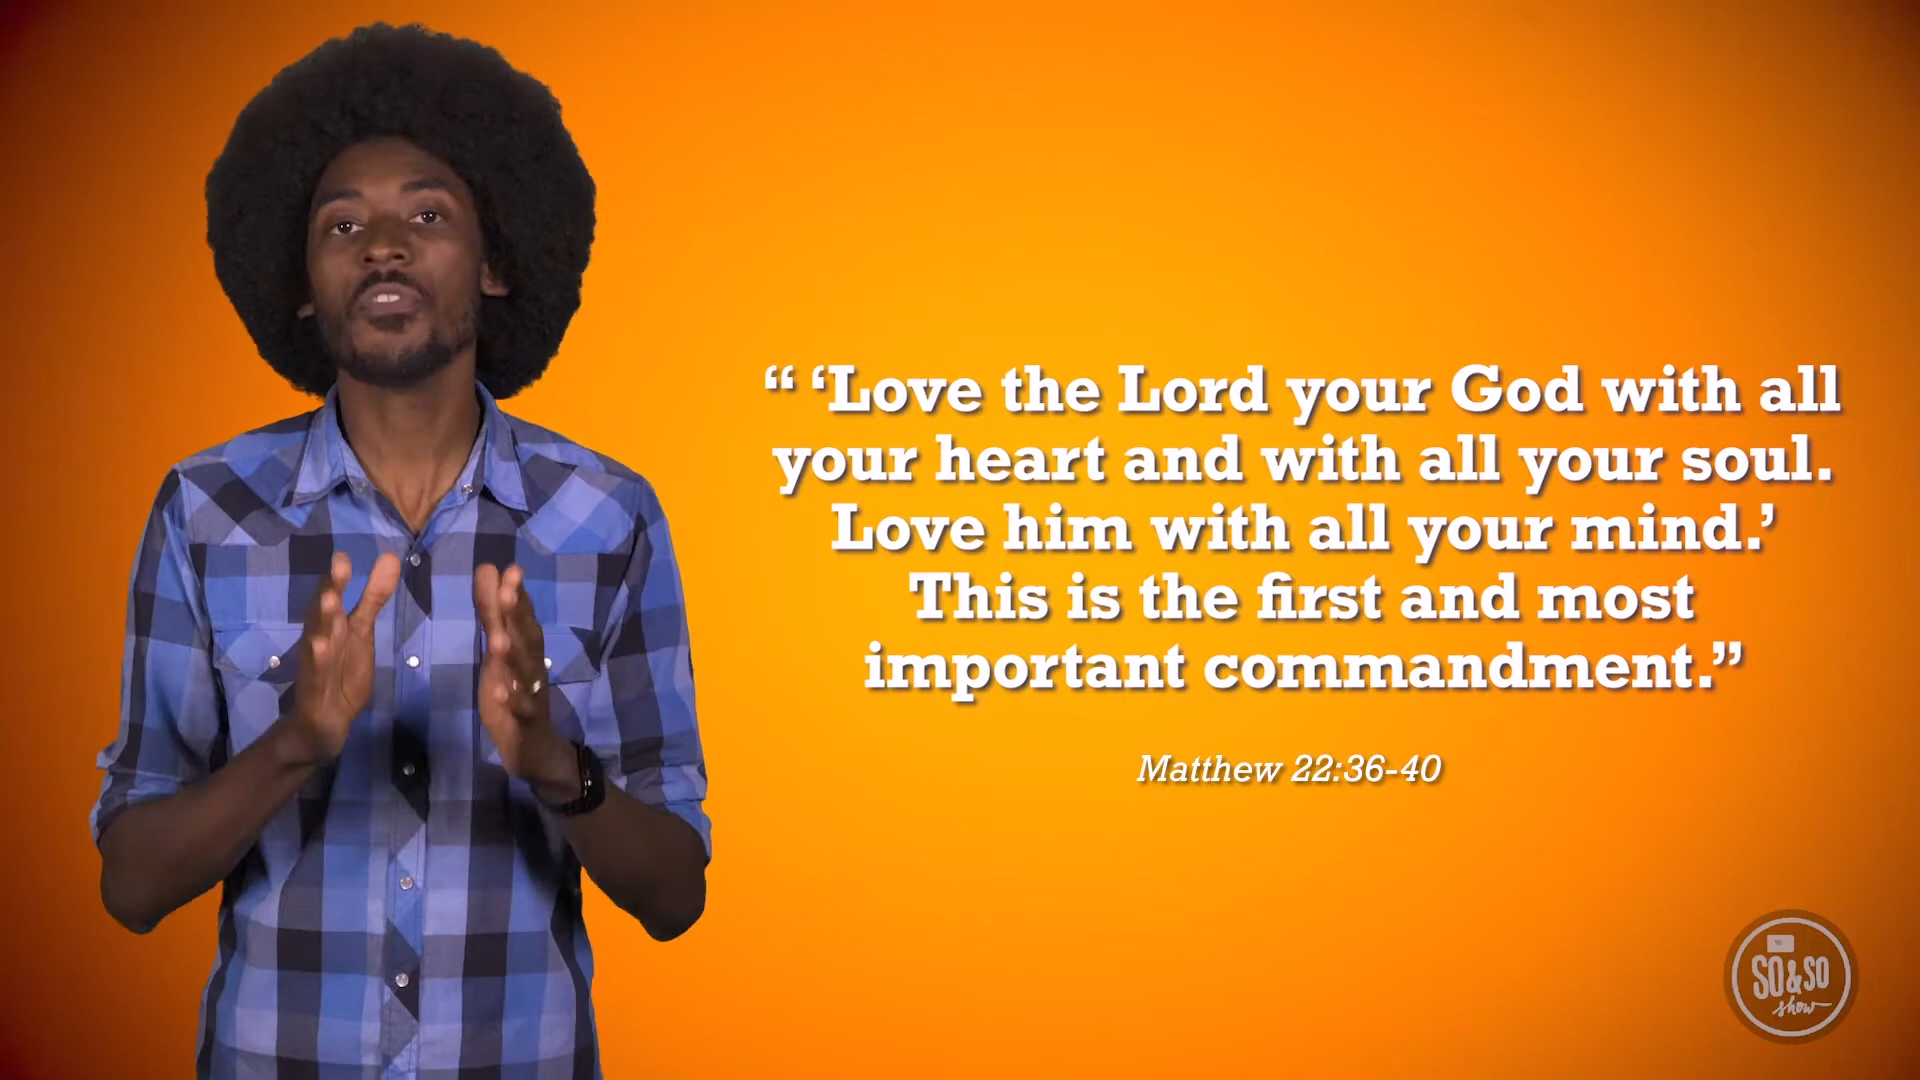 “ ‘Love the Lord your God with all
your heart and with all your soul.
Love him with all your mind.’
This is the first and most
important commandment.”
Matthew 22:36-40
SO & SO
show